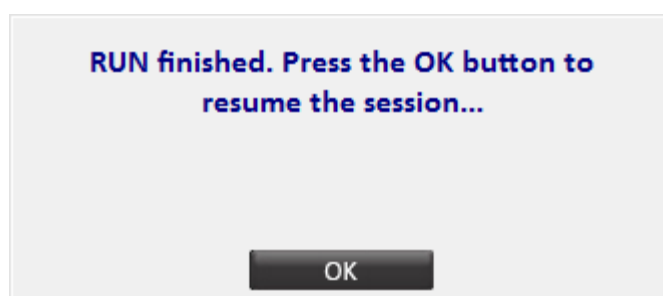 RUN finished. Press the OK button to
resume the session...
OK